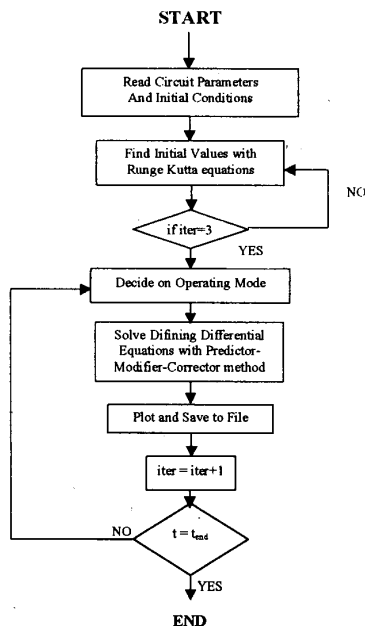 START
Read Circuit Parameters
And Initial Conditions
Find Initial Values with
Runge Kutta equations
NO
if iter=3
YES
Decide on Operating Mode
Solve Difining Differential
Equations with Predictor-
Modifier-Corrector method
Plot and Save to File
iter = iter+1
NO
t = tend
YES
END